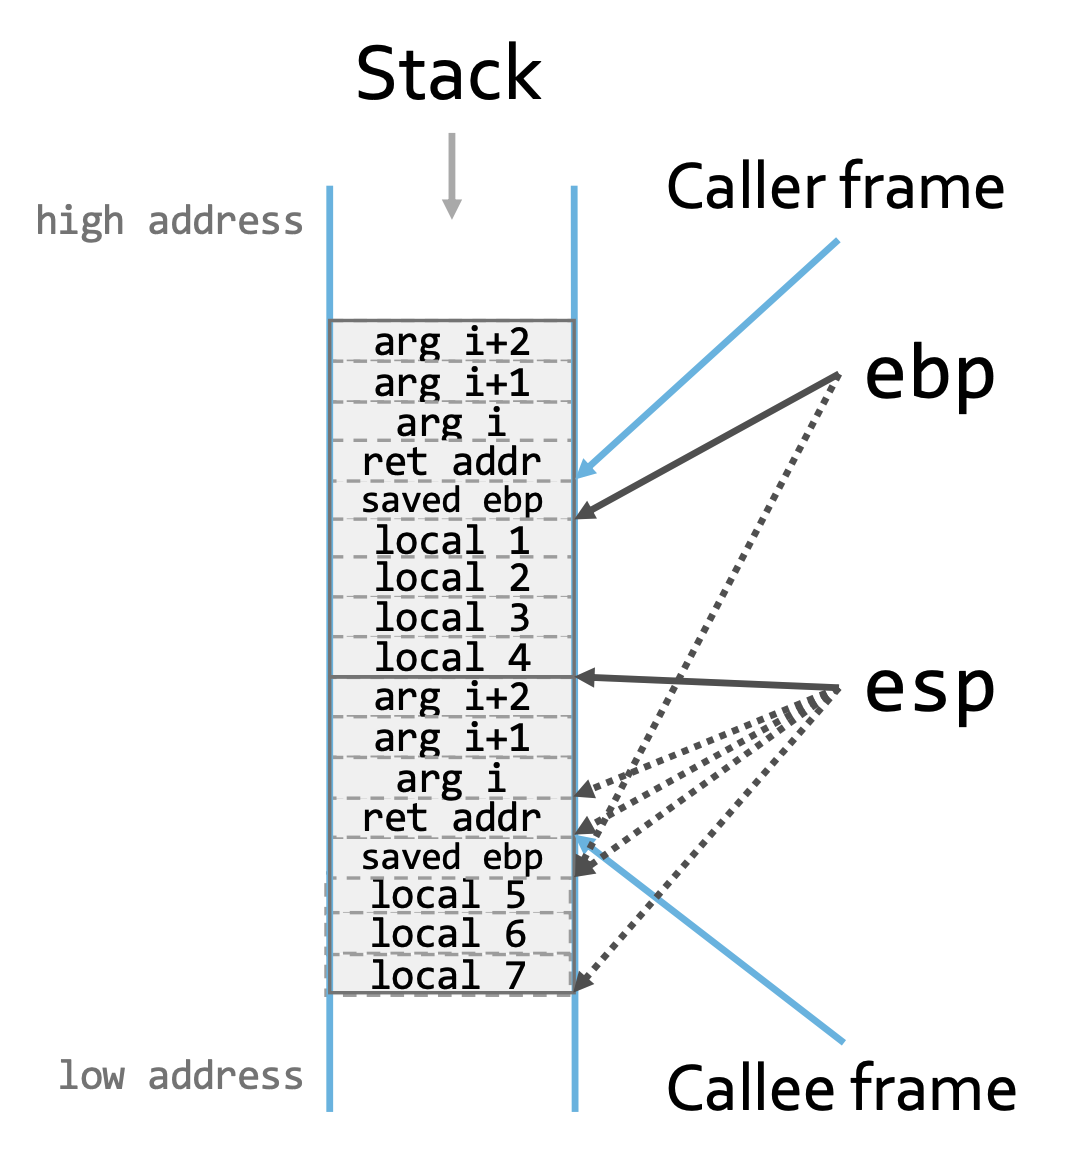 Stack
Caller frame
high address
arg i+2
arg i+1
ebp
arg i
ret addr
saved ebp
local 1
local 2
local 3
local 4
esp
arg i+2
arg i+1
arg i
ret addr
saved ebp
local 5
local 6
local 7
low address
Callee frame